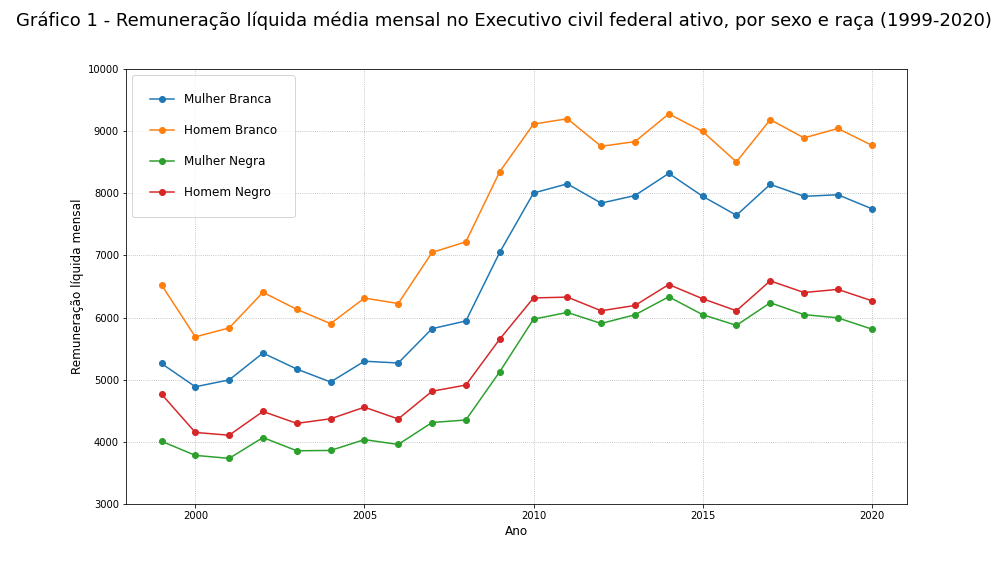 Gráfico 1 - Remuneração líquida média mensal no Executivo civil federal ativo, por sexo e raça (1999-2020)
10000
9000
8000
7000
6000
5000
4000
3000
Remuneração líquida mensal
Mulher Branca
Homem Branco
Mulher Negra
Homem Negro
2000 2005 2010 2015 2020
Ano